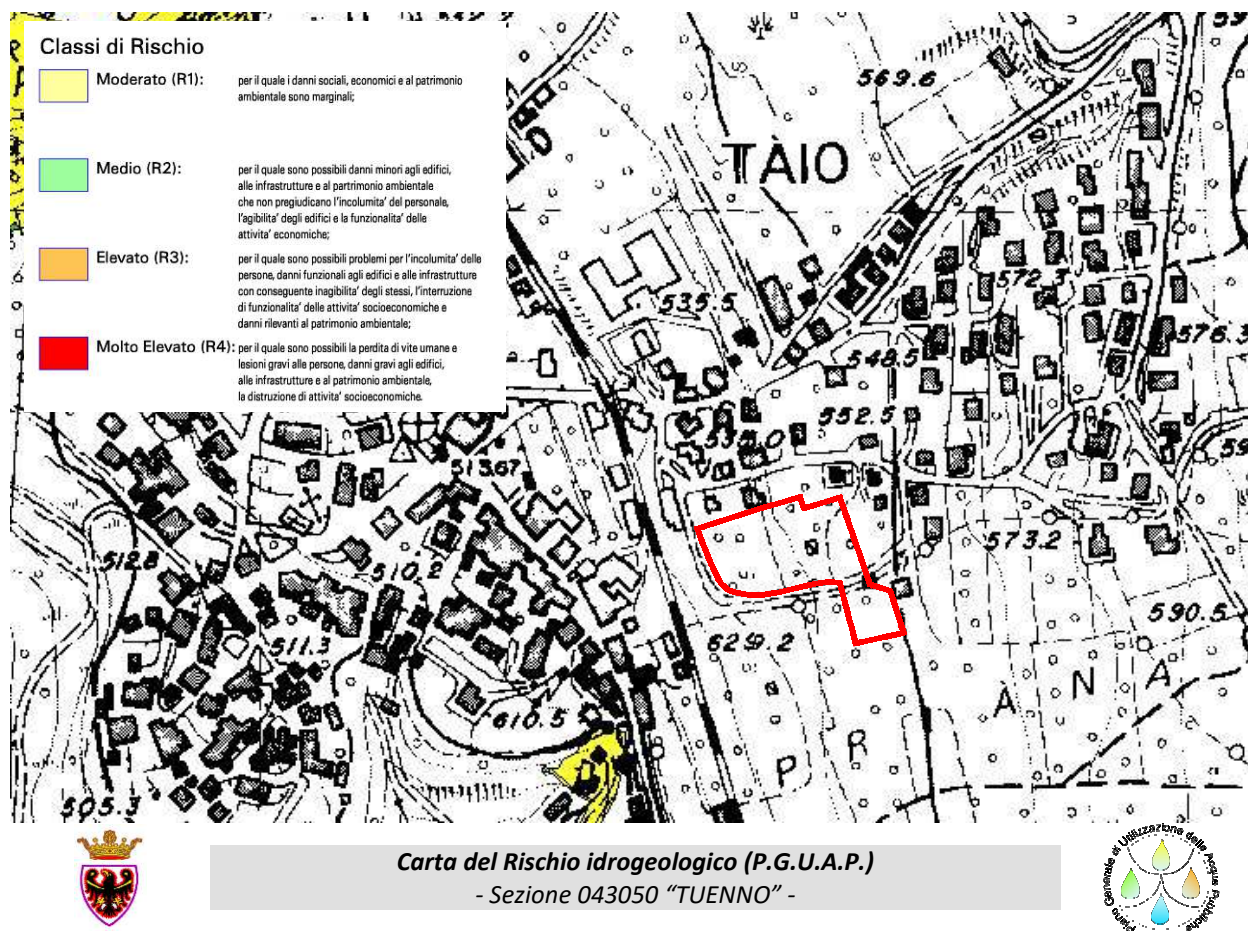 Classi di Rischio
Moderato (R1):
per il quale i danni sociali, economici e al patrimonio
ambientale sono marginali;
Medio (R2):
per il quale sono possibili danni minori agli edifici,
alle infrastrutture e al partrimonio ambientale
che non pregiudicano l'incolumita' del personale,
l'agibilita' degli edifici e la funzionalita' delle
attivita' economiche;
Elevato (R3):
per il quale sono possibili problemi per l'incolumita' delle
persone, danni funzionali agli edifici e alle infrastrutture
con conseguente inagibilita' degli stessi, l'interruzione
di funzionalita' delle attivita' socioeconomiche e
danni rilevanti al patrimonio ambientale;
Molto Elevato (R4):
per il quale sono possibili la perdita di vite umane e
lesioni gravi alle persone, danni gravi agli edifici,
alle infrastrutture e al patrimonio ambientale,
la distruzione di attivita' socioeconomiche.
569.6
TÀIO
535.5
572.3
576.3
548.5
552.5
535.0
513.67
512.8
510.2
573.2
511.3
629.2
590.5
610.5
505.3
P R A N A
Carta del Rischio idrogeologico (P.G.U.A.P.)
- Sezione 043050 "TUENNO" -
Piano Generale di Utilizzazione delle Acque Pubbliche